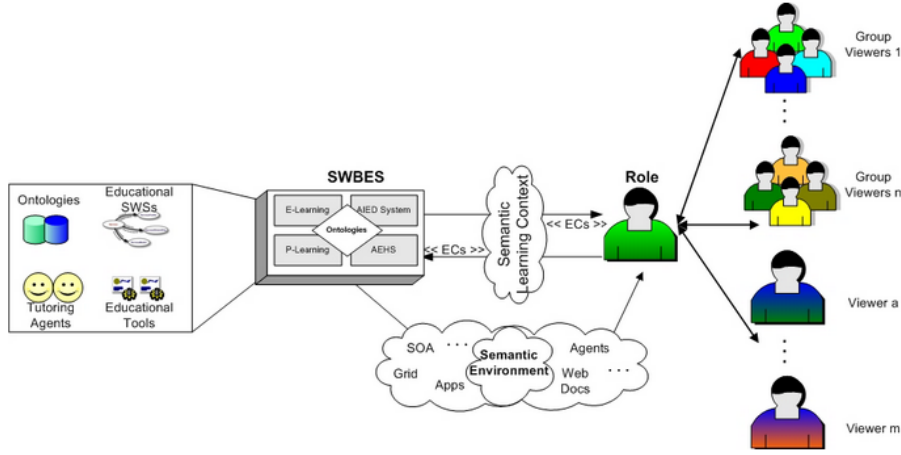 Group
Viewers 1
Group
Viewers n
Viewer a
Viewer m
SWBES
Role
Ontologies
Educational
SWSs
Tutoring
Agents
Educational
Tools
E-Learning
AIED System
Ontologies
P-Learning
AEHS
<< ECs >>
<< ECs >>
Semantic
Learning Context
SOA
. . .
Semantic
Environment
Agents
Grid
Apps
Web
Docs
. . .